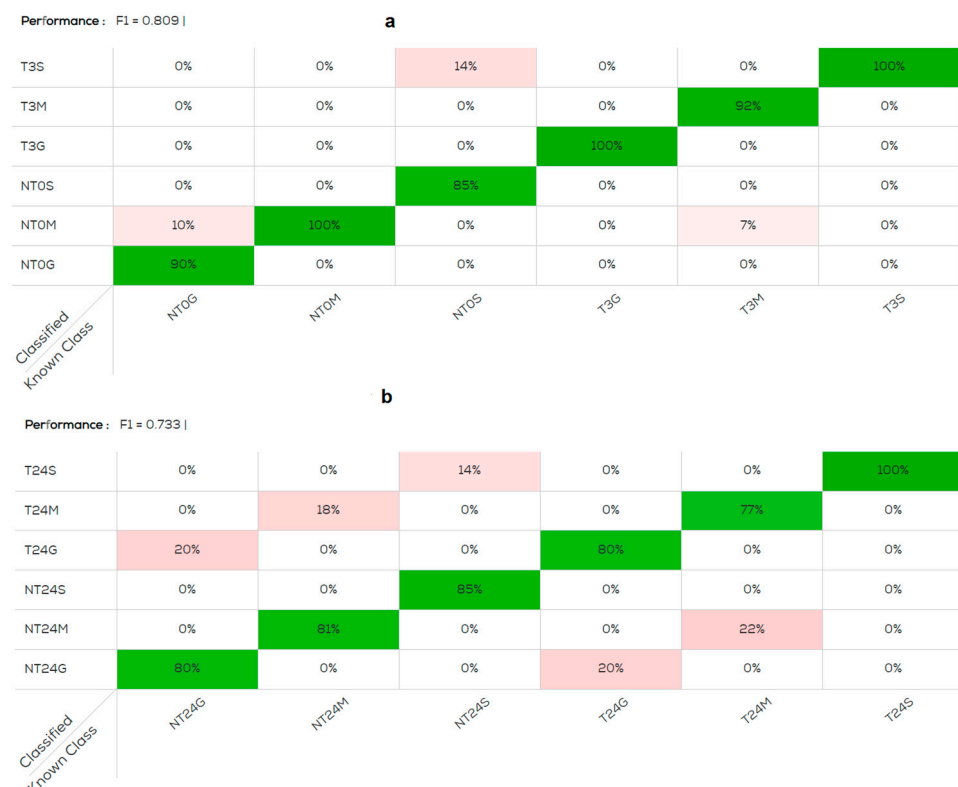 Performance : F1 = 0.809 |
a
T3S 0% 0% 14% 0% 0% 100%
T3M 0% 0% 0% 0% 92% 0%
T3G 0% 0% 0% 100% 0% 0%
NT0S 0% 0% 85% 0% 0% 0%
NT0M 10% 100% 0% 0% 7% 0%
NT0G 90% 0% 0% 0% 0% 0%
Classified
Known Class
NT0G NT0M NT0S T3G T3M T3S
b
Performance : F1 = 0.733 |
T24S 0% 0% 14% 0% 0% 100%
T24M 0% 18% 0% 0% 77% 0%
T24G 20% 0% 0% 80% 0% 0%
NT24S 0% 0% 85% 0% 0% 0%
NT24M 0% 81% 0% 0% 22% 0%
NT24G 80% 0% 0% 20% 0% 0%
Classified
Known Class
NT24G NT24M NT24S T24G T24M T24S